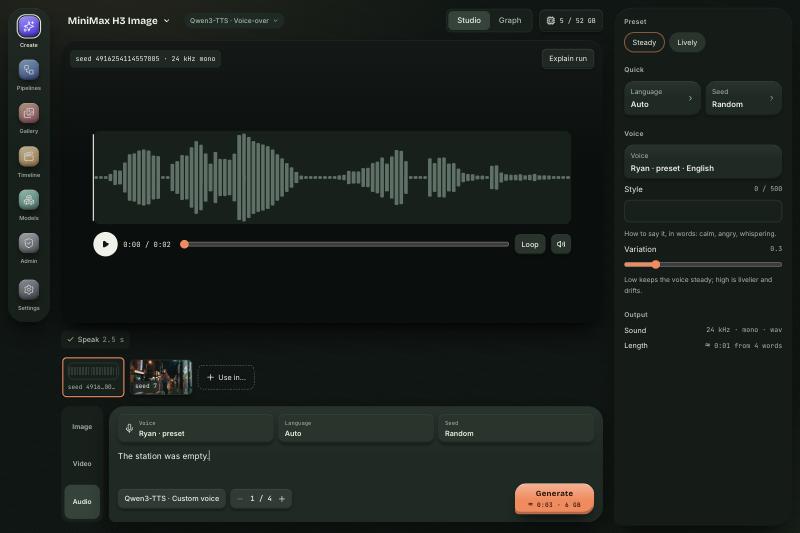 MiniMax H3 Image
Qwen3-TTS · Voice-over
Studio
Graph
5 / 52 GB
Create
Pipelines
Gallery
Timeline
Models
Admin
Settings
seed 4916254114557005 · 24 kHz mono
Explain run
0:00 / 0:02
Loop
Speak 2.5 s
seed 4916…00…
seed 7
Use in…
Image
Video
Audio
Voice
Ryan · preset
Language
Auto
Seed
Random
The station was empty.
Qwen3-TTS · Custom voice
− 1 / 4 +
Generate
≈ 0:03 · 6 GB
Preset
Steady
Lively
Quick
Language
Auto
Seed
Random
Voice
Voice
Ryan · preset · English
Style
0 / 500
How to say it, in words: calm, angry, whispering.
Variation
0.3
Low keeps the voice steady; high is livelier and
drifts.
Output
Sound
24 kHz · mono · wav
Length
≈ 0:01 from 4 words